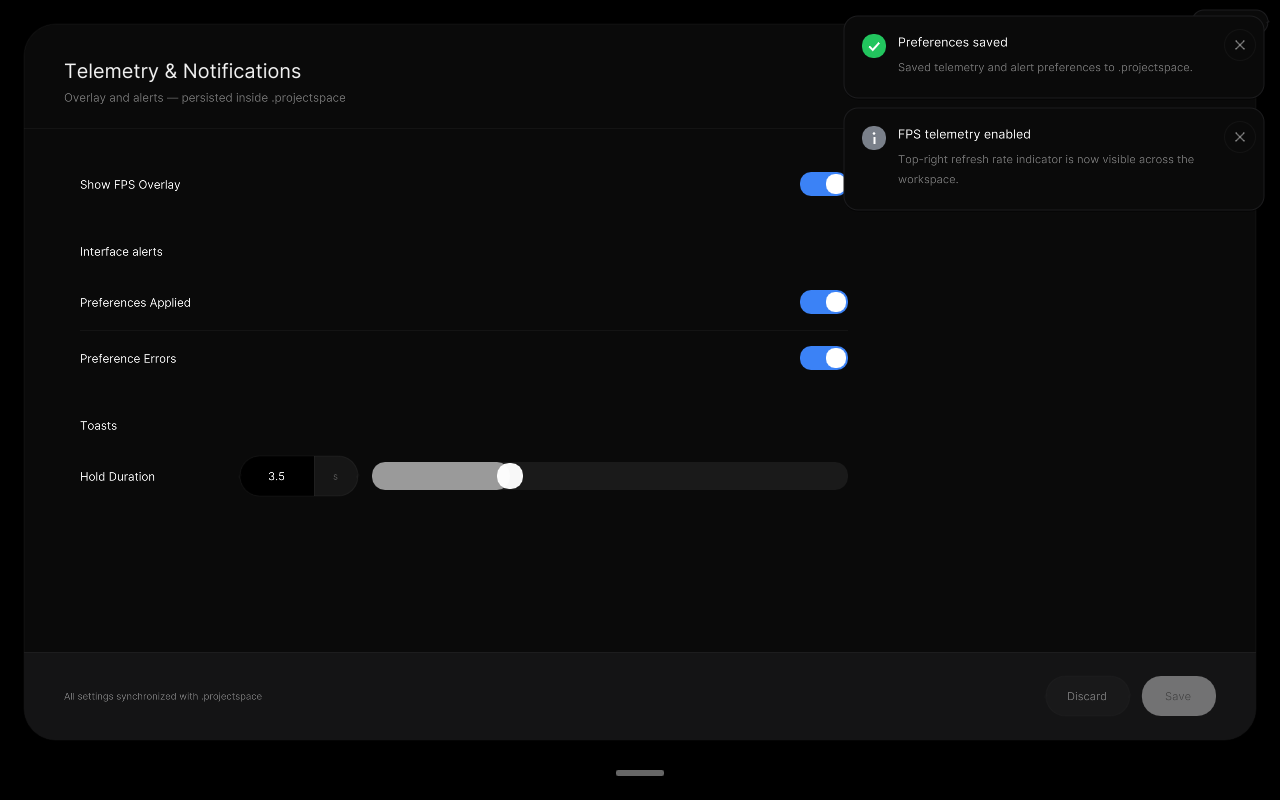 Telemetry & Notifications
Overlay and alerts — persisted inside .projectspace
Preferences saved
Saved telemetry and alert preferences to .projectspace.
FPS telemetry enabled
Top-right refresh rate indicator is now visible across the
workspace.
Show FPS Overlay
Interface alerts
Preferences Applied
Preference Errors
Toasts
Hold Duration
3.5
s
All settings synchronized with .projectspace
Discard
Save